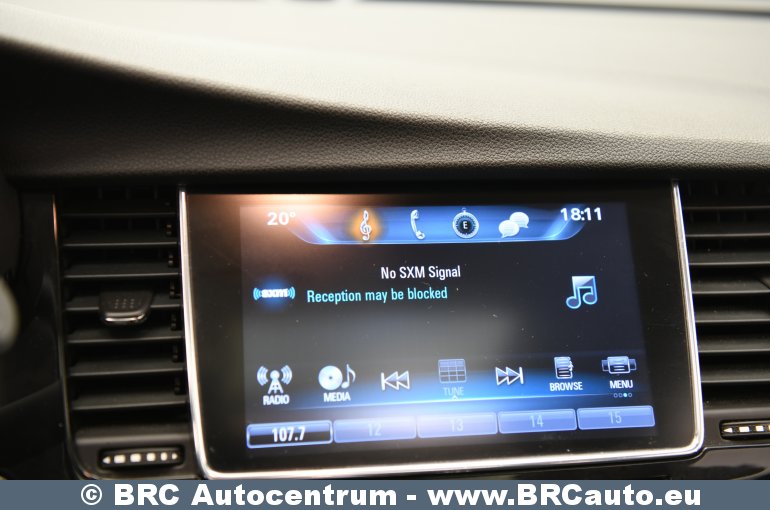 20°
E
18:11
No SXM Signal
((SXM))
Reception may be blocked
RADIO
MEDIA
TUNE
BROWSE
MENU
107.7
12
13
14
15
© BRC Autocentrum - www.BRCauto.eu